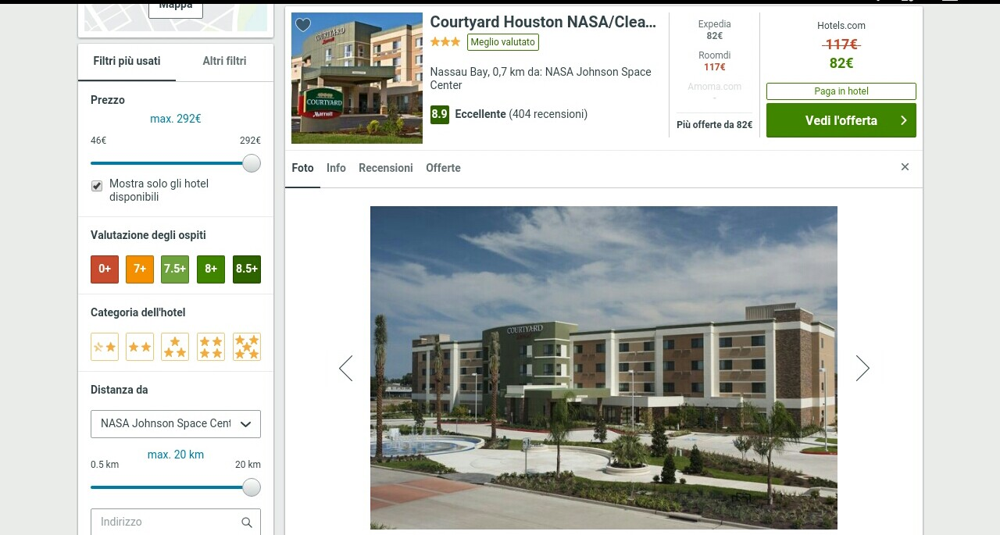 Mappa
Filtri più usati
Altri filtri
Prezzo
max. 292€
46€
292€
Mostra solo gli hotel
disponibili
Valutazione degli ospiti
0+
7+
7.5+
8+
8.5+
Categoria dell'hotel
Distanza da
NASA Johnson Space Cent
max. 20 km
0.5 km
20 km
Indirizzo
COURTYARD
Marriott
COURTYARD
Marriott
Courtyard Houston NASA/Clea...
Meglio valutato
Nassau Bay, 0,7 km da: NASA Johnson Space
Center
8.9 Eccellente (404 recensioni)
Expedia
82€
Roomdi
117€
Amoma.com
-
Più offerte da 82€
Hotels.com
117€
82€
Paga in hotel
Vedi l'offerta
Foto
Info
Recensioni
Offerte
COURTYARD